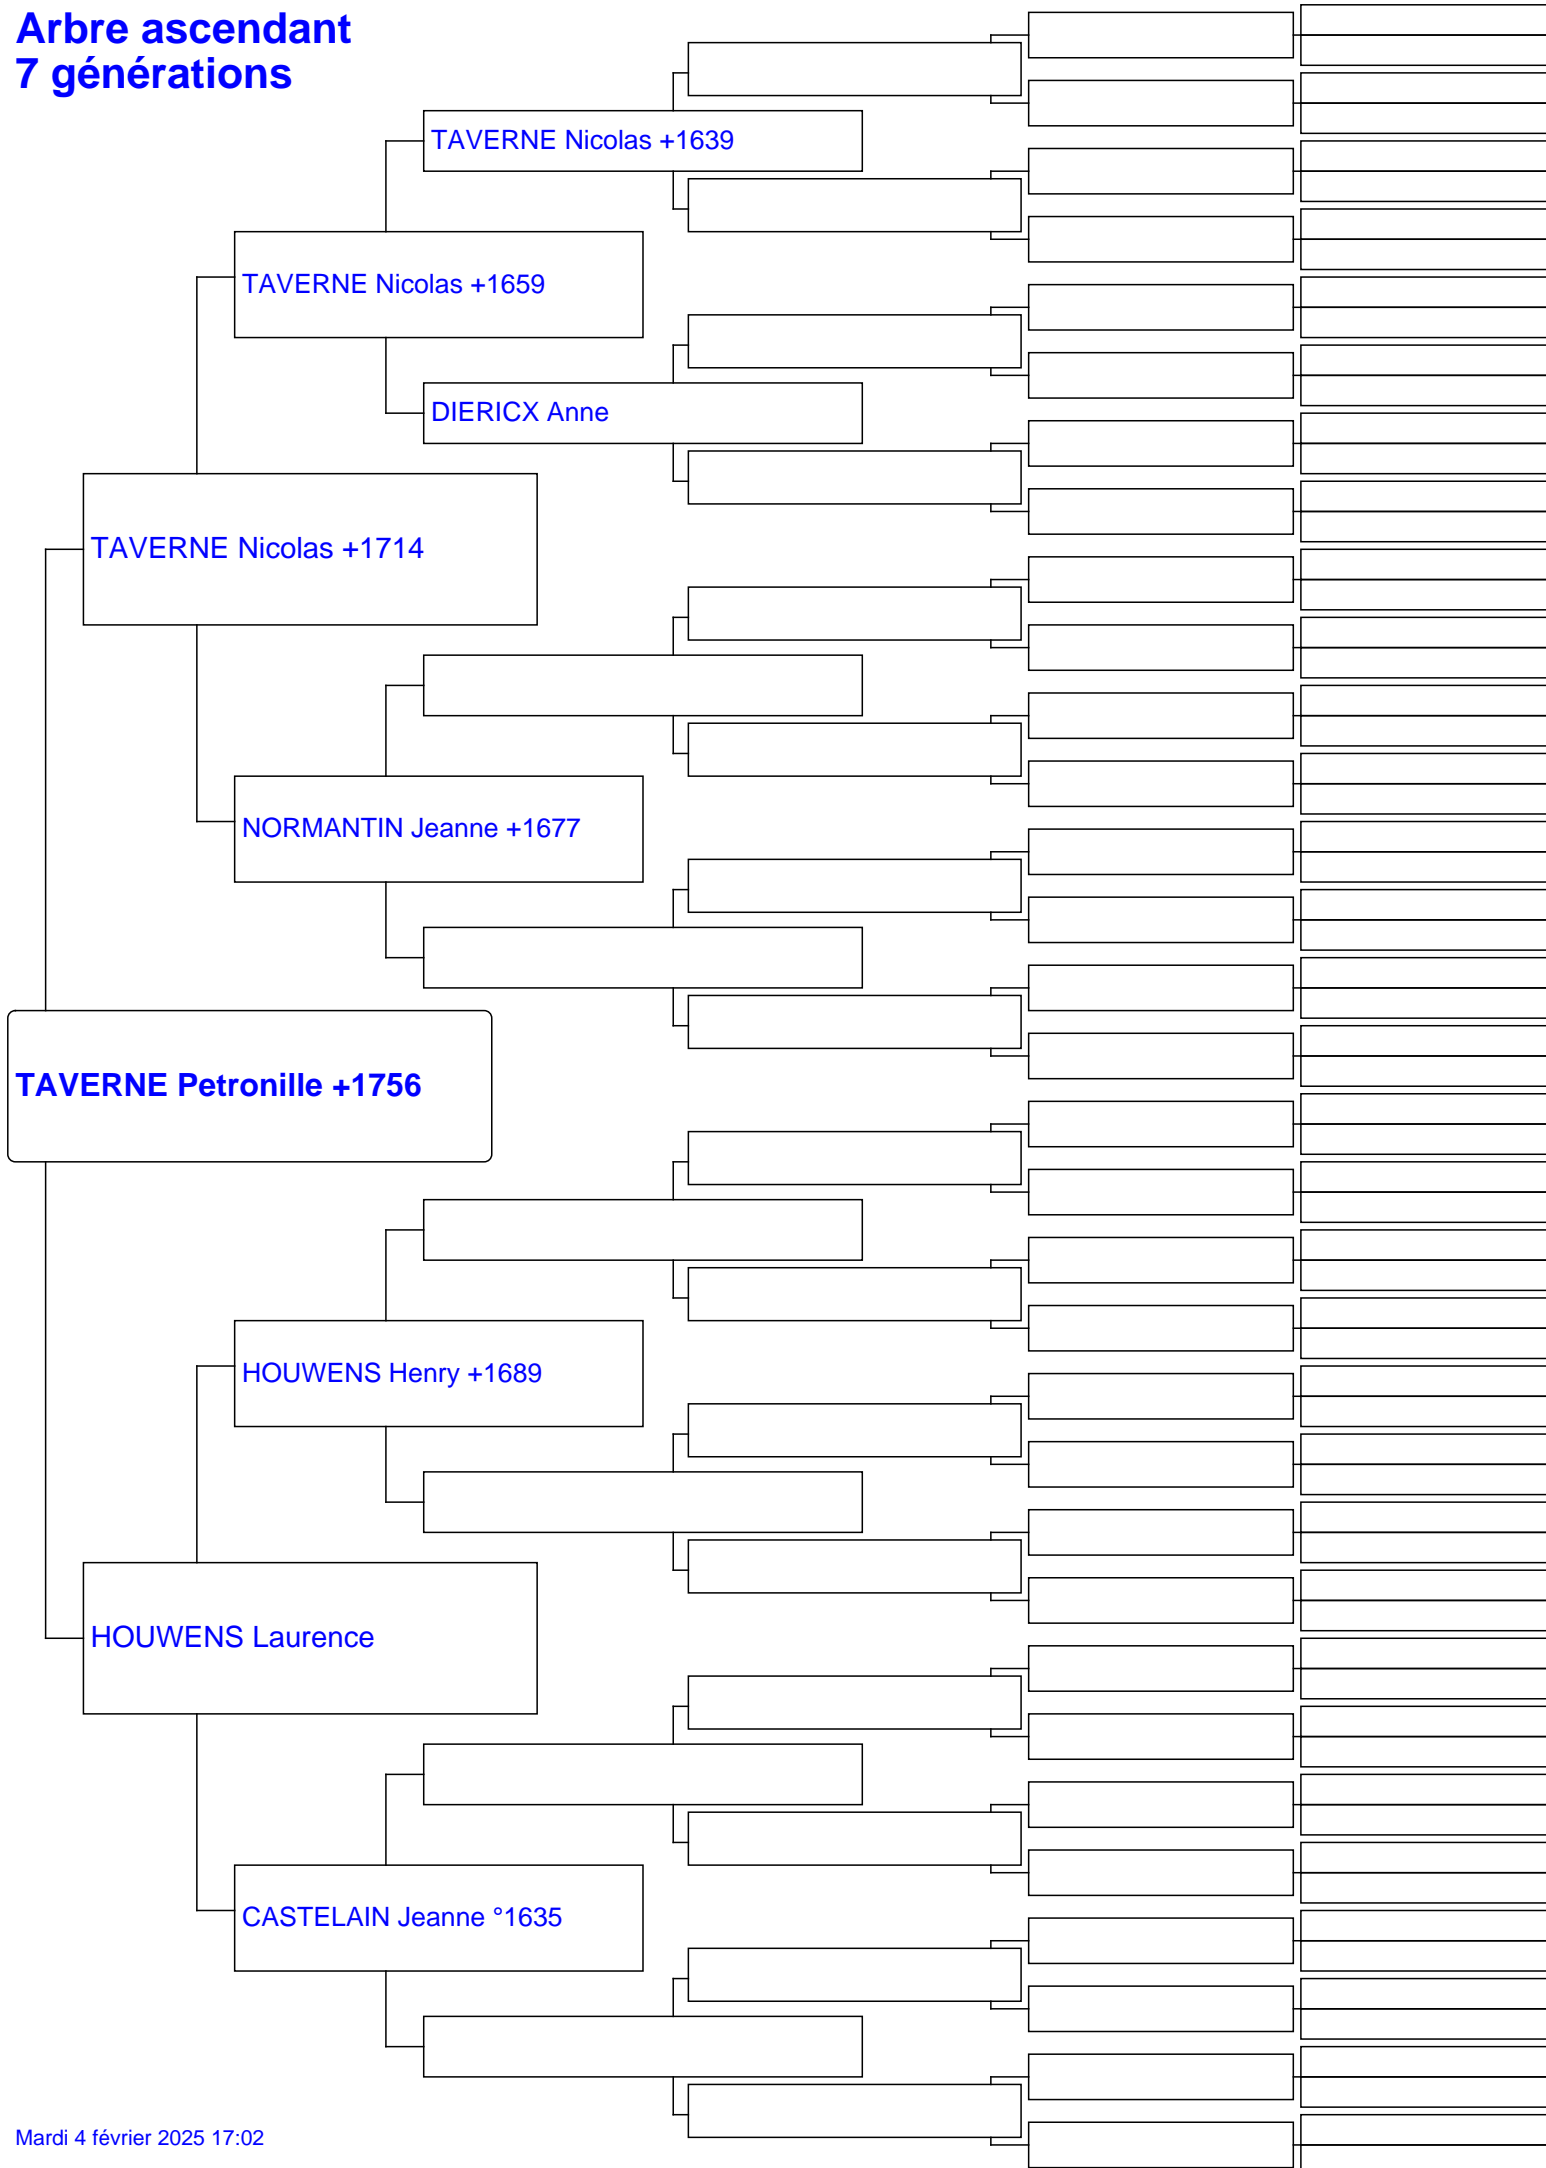 Arbre ascendant
7 générations
TAVERNE Nicolas +1639
TAVERNE Nicolas +1659
DIERICX Anne
TAVERNE Nicolas +1714
NORMANTIN Jeanne +1677
TAVERNE Petronille +1756
HOUWENS Henry +1689
HOUWENS Laurence
CASTELAIN Jeanne °1635
Mardi 4 février 2025 17:02